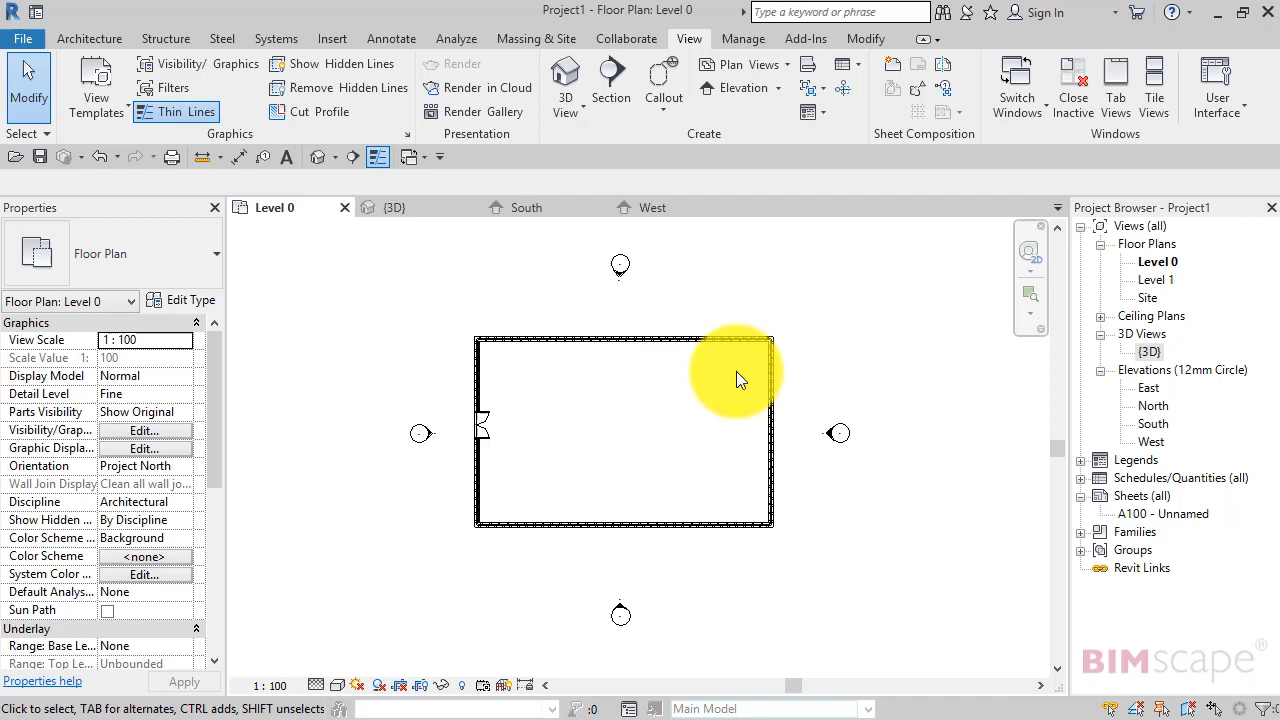 Project1 - Floor Plan: Level 0
Type a keyword or phrase
Sign In
File
Architecture
Structure
Steel
Systems
Insert
Annotate
Analyze
Massing & Site
Collaborate
View
Manage
Add-Ins
Modify
Modify
Select
View
Templates
Visibility/ Graphics
Filters
Thin Lines
Show Hidden Lines
Remove Hidden Lines
Cut Profile
Graphics
Render
Render in Cloud
Render Gallery
Presentation
3D
View
Section
Callout
Plan Views
Elevation
Create
Sheet Composition
Switch
Windows
Close
Inactive
Tab
Views
Tile
Views
Windows
User
Interface
Properties
Floor Plan
Floor Plan: Level 0
Edit Type
Graphics
View Scale
1 : 100
Scale Value 1:
100
Display Model
Normal
Detail Level
Fine
Parts Visibility
Show Original
Visibility/Grap...
Edit...
Graphic Displa...
Edit...
Orientation
Project North
Wall Join Display
Clean all wall jo...
Discipline
Architectural
Show Hidden ...
By Discipline
Color Scheme ...
Background
Color Scheme
<none>
System Color ...
Edit...
Default Analys...
None
Sun Path
Underlay
Range: Base Le...
None
Range: Top Le...
Unbounded
Properties help
Apply
Level 0
{3D}
South
West
2D
1 : 100
Project Browser - Project1
Views (all)
Floor Plans
Level 0
Level 1
Site
Ceiling Plans
3D Views
{3D}
Elevations (12mm Circle)
East
North
South
West
Legends
Schedules/Quantities (all)
Sheets (all)
A100 - Unnamed
Families
Groups
Revit Links
BIMscape®
Click to select, TAB for alternates, CTRL adds, SHIFT unselects
:0
Main Model
:0